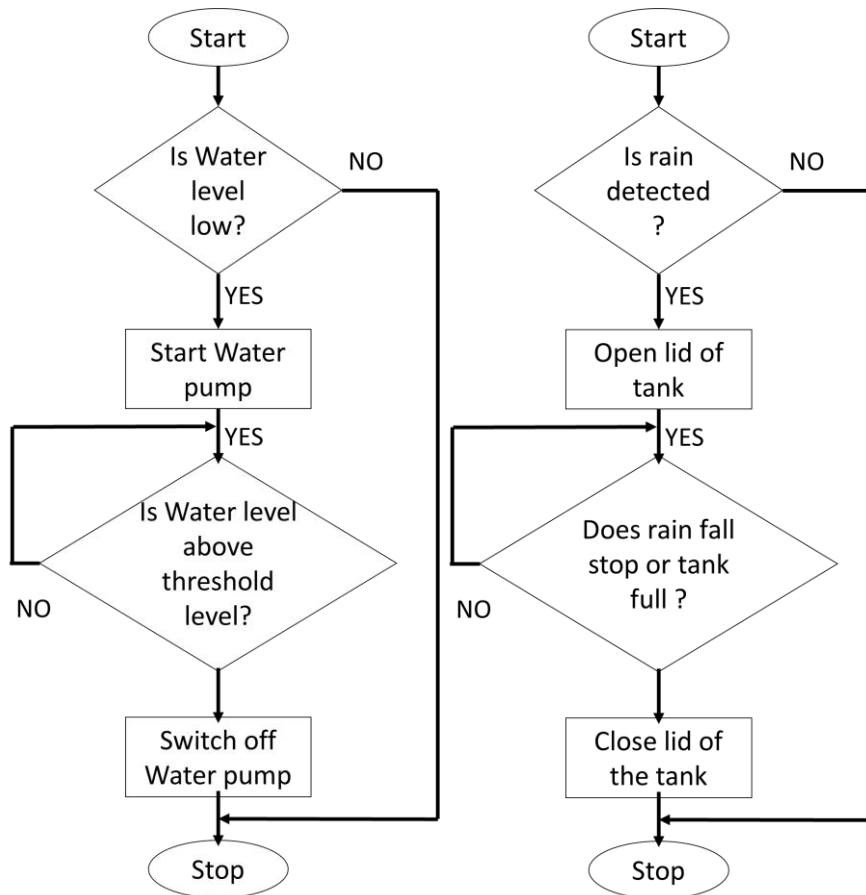 Start
Is Water
level
low?
NO
YES
Start Water
pump
YES
Is Water level
above
threshold
level?
NO
Switch off
Water pump
Stop
Start
Is rain
detected
?
NO
YES
Open lid of
tank
YES
Does rain fall
stop or tank
full ?
NO
Close lid of
the tank
Stop